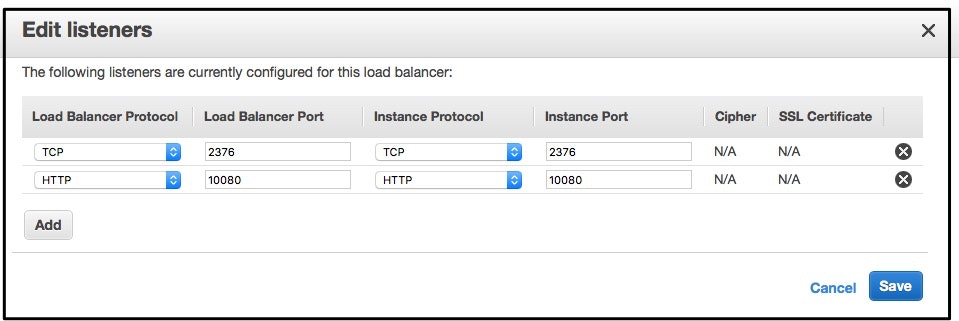 Edit listeners
The following listeners are currently configured for this load balancer:
Load Balancer Protocol Load Balancer Port Instance Protocol Instance Port Cipher SSL Certificate
TCP 2376 TCP 2376 N/A N/A
HTTP 10080 HTTP 10080 N/A N/A
Add
Cancel Save